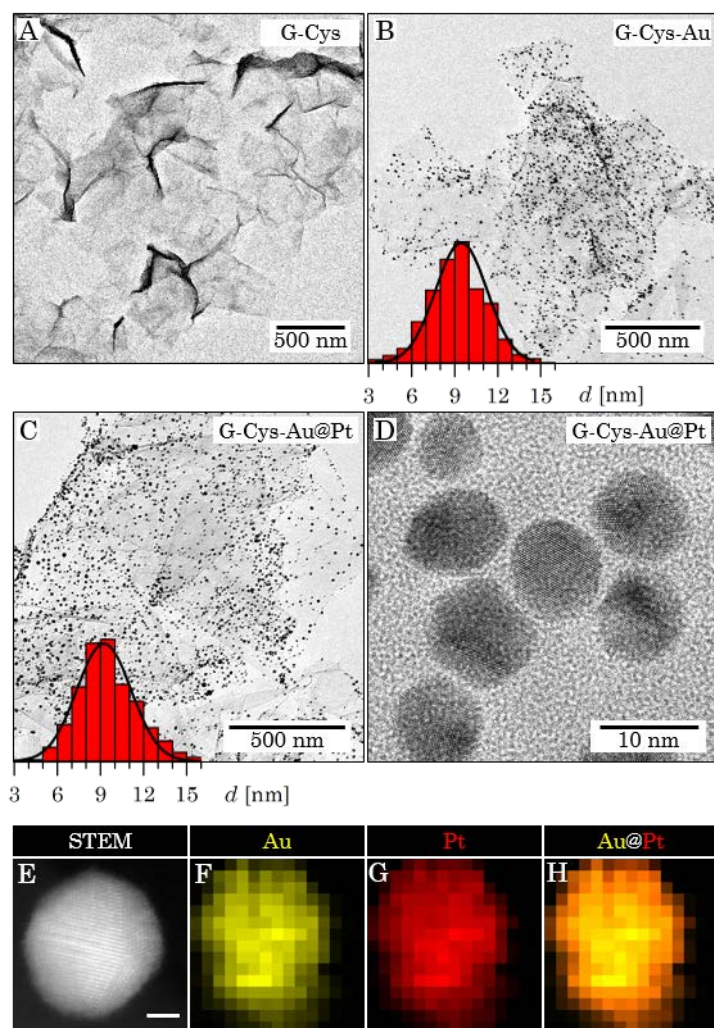 A
G-Cys
500 nm
B
G-Cys-Au
500 nm
3 6 9 12 15 d [nm]
C
G-Cys-Au@Pt
500 nm
3 6 9 12 15 d [nm]
D
G-Cys-Au@Pt
10 nm
STEM
Au
Pt
Au@Pt
E
F
G
H